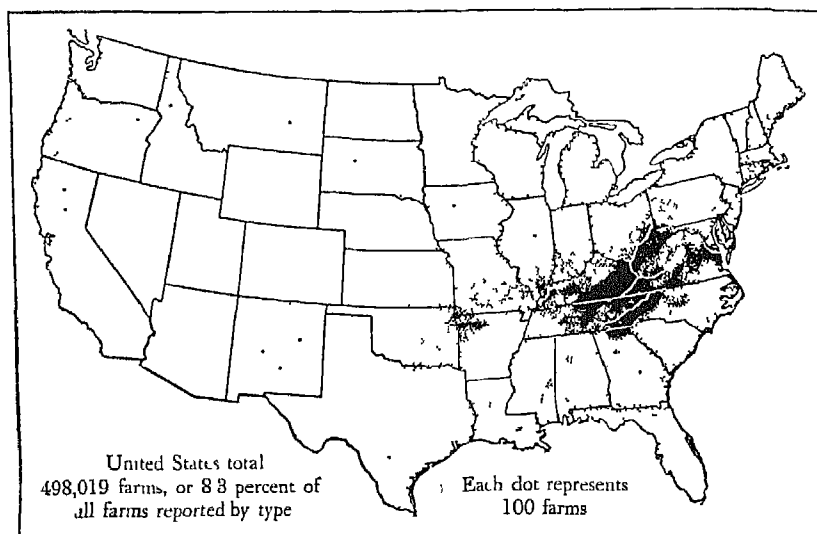 United States total
498,019 farms, or 8 3 percent of
all farms reported by type
Each dot represents
100 farms